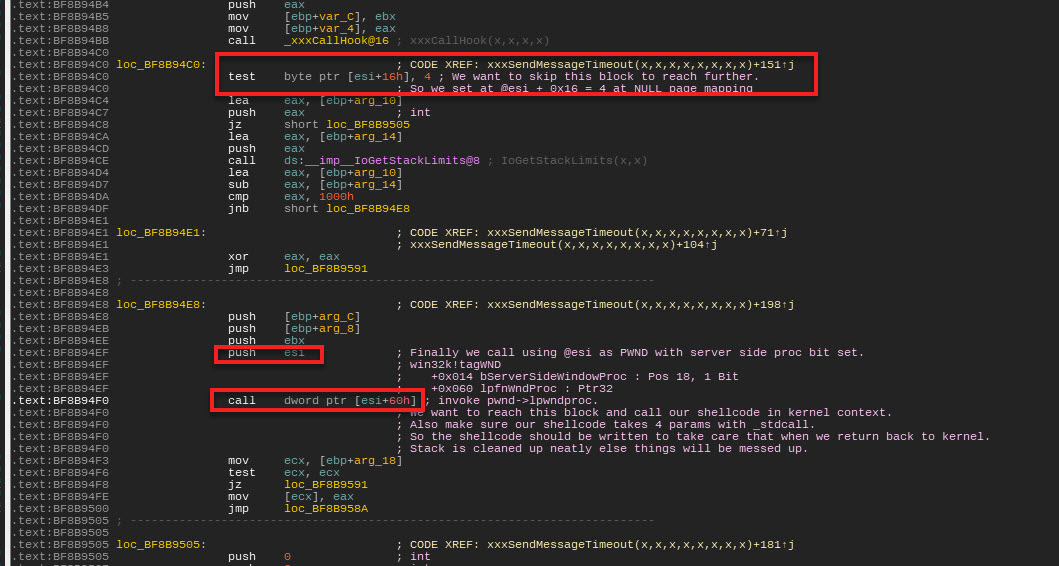 .text:BF8B94B4 push eax
.text:BF8B94B5 mov [ebp+var_C], ebx
.text:BF8B94B8 mov [ebp+var_4], eax
.text:BF8B94BB call _xxxCallHook@16 ; xxxCallHook(x,x,x,x)
.text:BF8B94C0
.text:BF8B94C0 loc_BF8B94C0: ; CODE XREF: xxxSendMessageTimeout(x,x,x,x,x,x,x,x)+151↑j
.text:BF8B94C0 test byte ptr [esi+16h], 4 ; We want to skip this block to reach further.
.text:BF8B94C0 ; So we set at @esi + 0x16 = 4 at NULL page mapping
.text:BF8B94C4 lea eax, [ebp+arg_10]
.text:BF8B94C7 push eax ; int
.text:BF8B94C8 jz short loc_BF8B9505
.text:BF8B94CA lea eax, [ebp+arg_14]
.text:BF8B94CD push eax
.text:BF8B94CE call ds:__imp__IoGetStackLimits@8 ; IoGetStackLimits(x,x)
.text:BF8B94D4 lea eax, [ebp+arg_10]
.text:BF8B94D7 sub eax, [ebp+arg_14]
.text:BF8B94DA cmp eax, 1000h
.text:BF8B94DF jnb short loc_BF8B94E8
.text:BF8B94E1
.text:BF8B94E1 loc_BF8B94E1: ; CODE XREF: xxxSendMessageTimeout(x,x,x,x,x,x,x,x)+71↑j
.text:BF8B94E1 ; xxxSendMessageTimeout(x,x,x,x,x,x,x,x)+104↑j
.text:BF8B94E1 xor eax, eax
.text:BF8B94E3 jmp loc_BF8B9591
.text:BF8B94E8 ; ---------------------------------------------------------------------------
.text:BF8B94E8
.text:BF8B94E8 loc_BF8B94E8: ; CODE XREF: xxxSendMessageTimeout(x,x,x,x,x,x,x,x)+198↑j
.text:BF8B94E8 push [ebp+arg_C]
.text:BF8B94EB push [ebp+arg_8]
.text:BF8B94EE push ebx
.text:BF8B94EF push esi ; Finally we call using @esi as PWND with server side proc bit set.
.text:BF8B94EF ; win32k!tagWND
.text:BF8B94EF ; +0x014 bServerSideWindowProc : Pos 18, 1 Bit
.text:BF8B94EF ; +0x060 lpfnWndProc : Ptr32
.text:BF8B94F0 call dword ptr [esi+60h] ; invoke pwnd->lpwndproc.
.text:BF8B94F0 ; We want to reach this block and call our shellcode in kernel context.
.text:BF8B94F0 ; Also make sure our shellcode takes 4 params with _stdcall.
.text:BF8B94F0 ; So the shellcode should be written to take care that when we return back to kernel.
.text:BF8B94F0 ; Stack is cleaned up neatly else things will be messed up.
.text:BF8B94F3 mov ecx, [ebp+arg_18]
.text:BF8B94F6 test ecx, ecx
.text:BF8B94F8 jz loc_BF8B9591
.text:BF8B94FE mov [ecx], eax
.text:BF8B9500 jmp loc_BF8B958A
.text:BF8B9505 ; ---------------------------------------------------------------------------
.text:BF8B9505
.text:BF8B9505 loc_BF8B9505: ; CODE XREF: xxxSendMessageTimeout(x,x,x,x,x,x,x,x)+181↑j
.text:BF8B9505 push 0 ; int